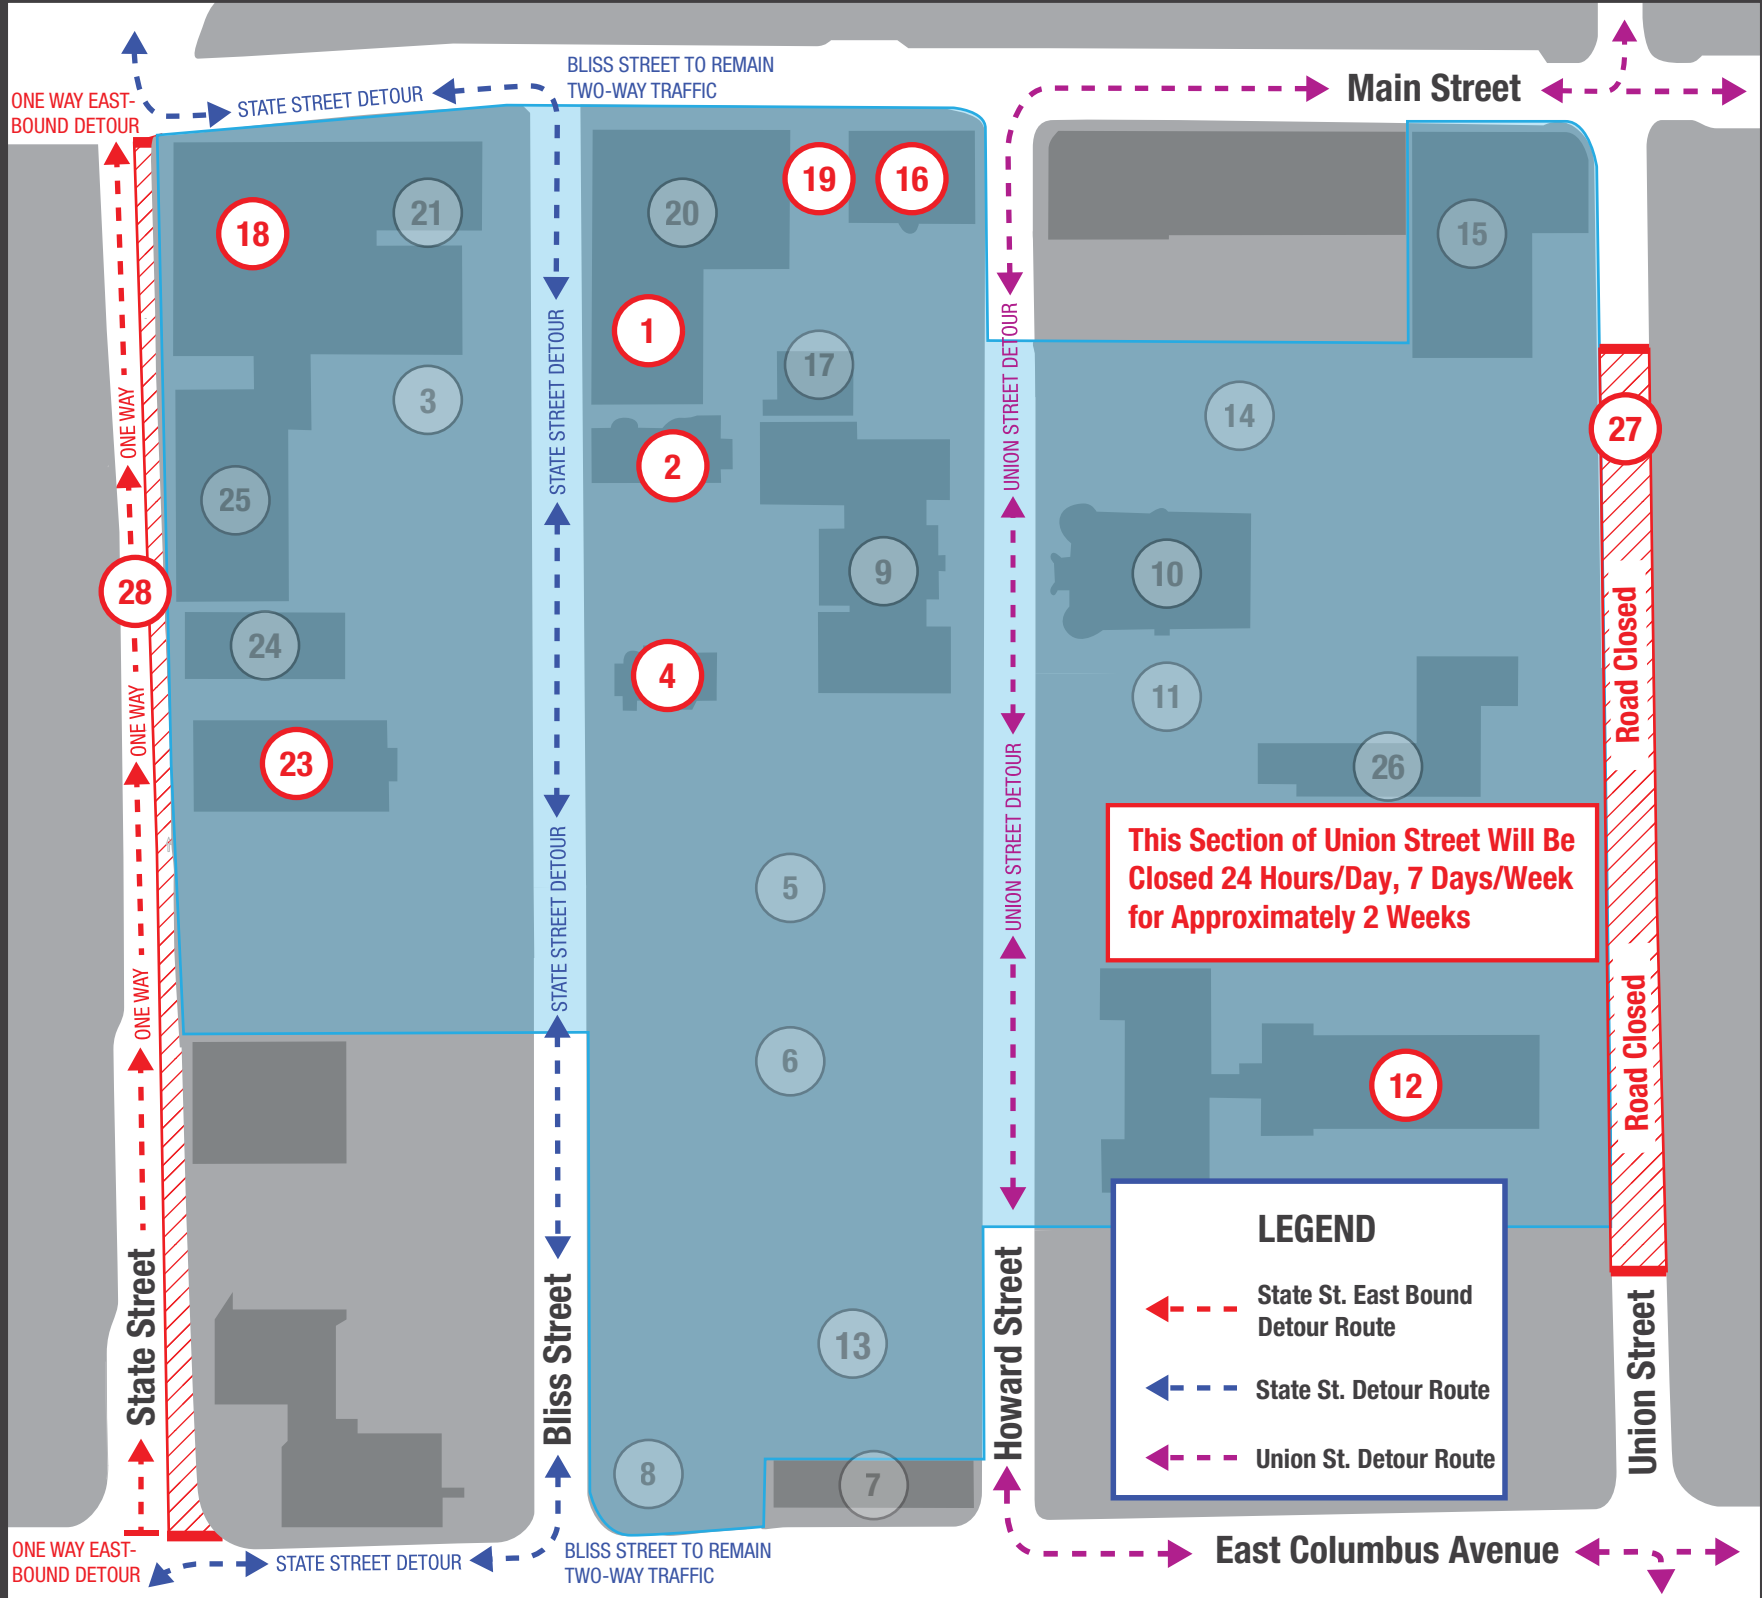 BLISS STREET TO REMAIN
TWO-WAY TRAFFIC
ONE WAY EAST-
BOUND DETOUR
STATE STREET DETOUR
Main Street
19
16
18
21
20
15
1
17
3
14
27
2
25
9
10
28
24
4
11
23
26
5
6
12
13
8
7
ONE WAY
ONE WAY
ONE WAY
STATE STREET DETOUR
STATE STREET DETOUR
UNION STREET DETOUR
UNION STREET DETOUR
Road Closed
Road Closed
This Section of Union Street Will Be
Closed 24 Hours/Day, 7 Days/Week
for Approximately 2 Weeks
State Street
Bliss Street
Howard Street
Union Street
LEGEND
State St. East Bound
Detour Route
State St. Detour Route
Union St. Detour Route
ONE WAY EAST-
BOUND DETOUR
STATE STREET DETOUR
BLISS STREET TO REMAIN
TWO-WAY TRAFFIC
East Columbus Avenue